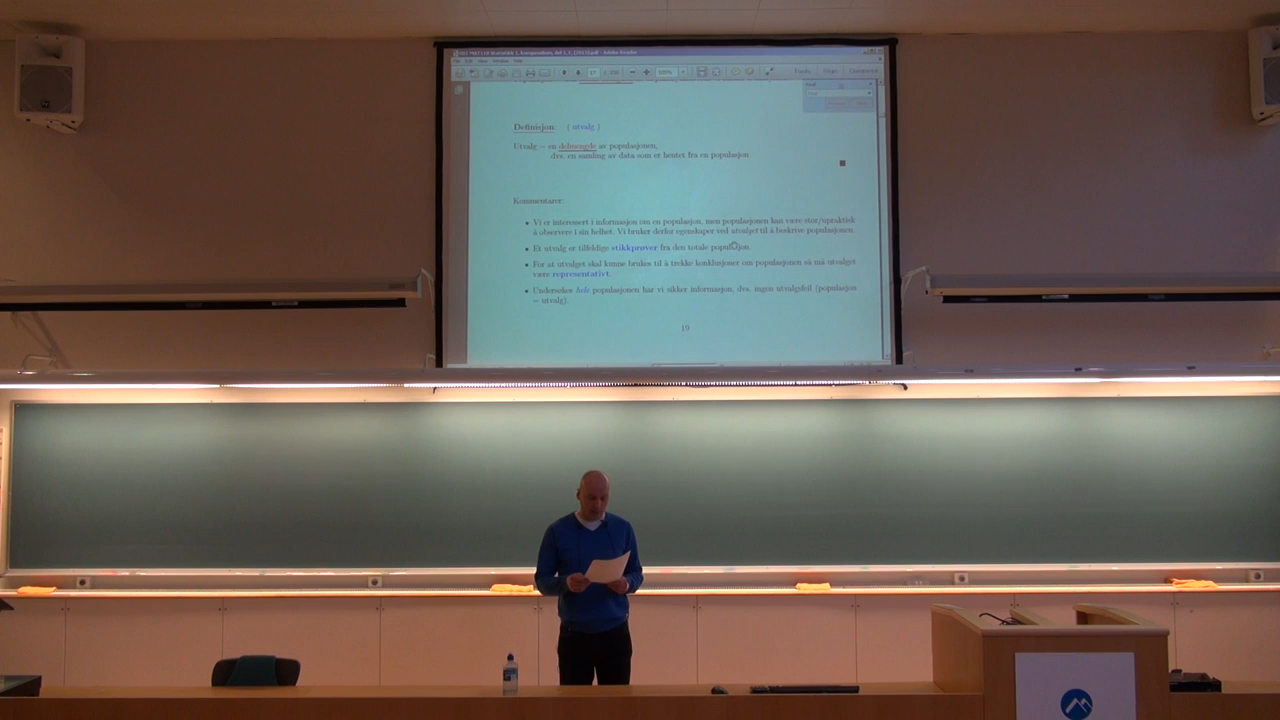 Definisjon: ( utvalg )
Utvalg = en delmengde av populasjonen,
dvs. en samling av data som er hentet fra en populasjon
Kommentarer:
• Vi er interessert i informasjon om en populasjon, men populasjonen kan være stor/upraktisk
å observere i sin helhet. Vi bruker derfor egenskaper ved utvalget til å beskrive populasjonen.
• Et utvalg er tilfeldige stikkprøver fra den totale populasjon.
• For at utvalget skal kunne brukes til å trekke konklusjoner om populasjonen så må utvalget
være representativt.
• Undersøkes hele populasjonen har vi sikker informasjon, dvs. ingen utvalgsfeil (populasjon
= utvalg).
19